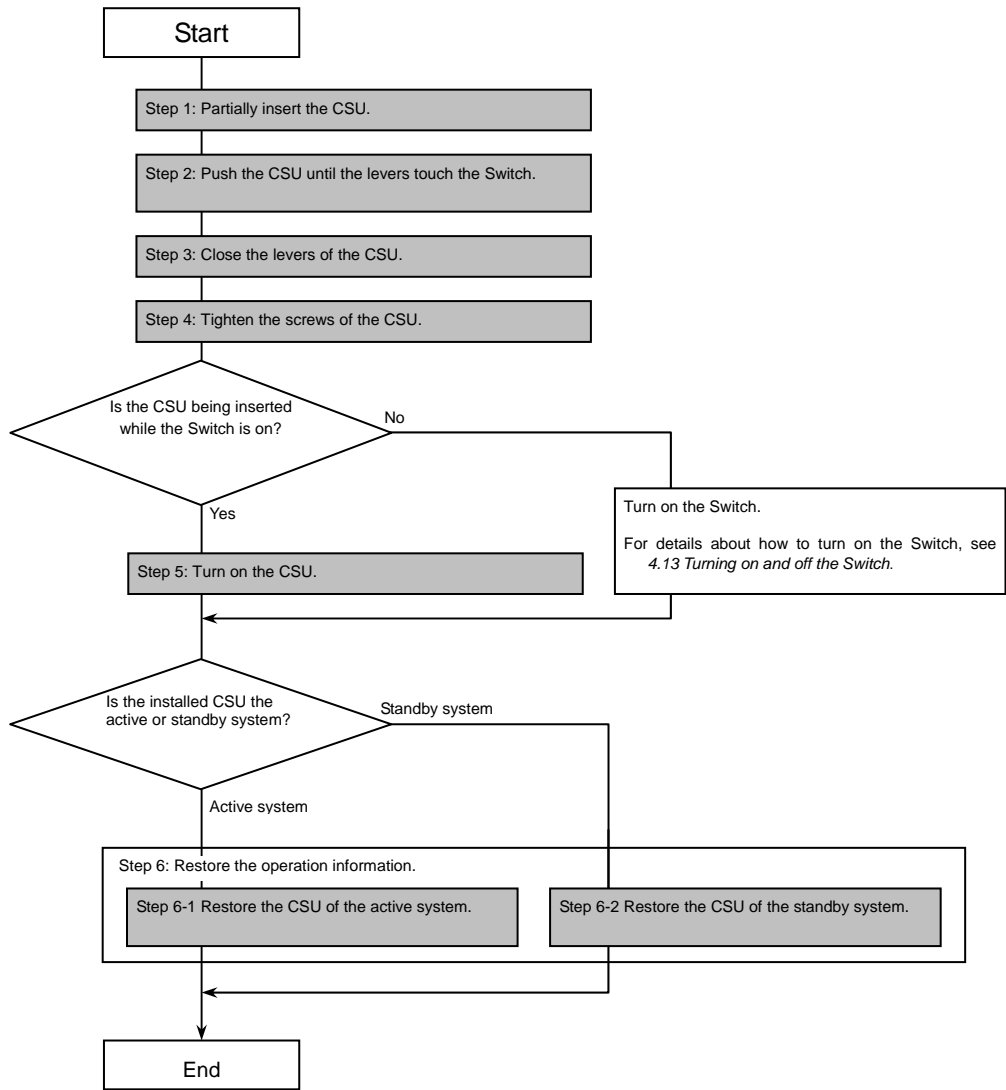 Start
Step 1: Partially insert the CSU.
Step 2: Push the CSU until the levers touch the Switch.
Step 3: Close the levers of the CSU.
Step 4: Tighten the screws of the CSU.
Is the CSU being inserted
while the Switch is on?
No
Yes
Turn on the Switch.
For details about how to turn on the Switch, see
4.13 Turning on and off the Switch.
Step 5: Turn on the CSU.
Is the installed CSU the
active or standby system?
Standby system
Active system
Step 6: Restore the operation information.
Step 6-1 Restore the CSU of the active system.
Step 6-2 Restore the CSU of the standby system.
End